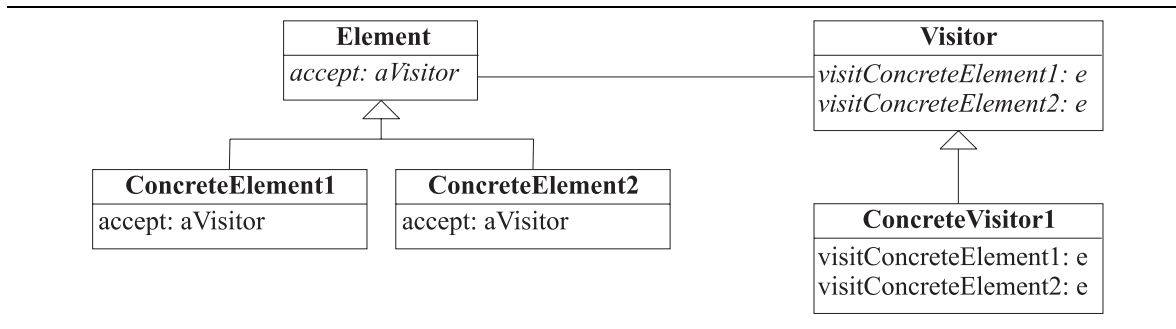 Element
accept: aVisitor
Visitor
visitConcreteElement1: e
visitConcreteElement2: e
ConcreteElement1
accept: aVisitor
ConcreteElement2
accept: aVisitor
ConcreteVisitor1
visitConcreteElement1: e
visitConcreteElement2: e